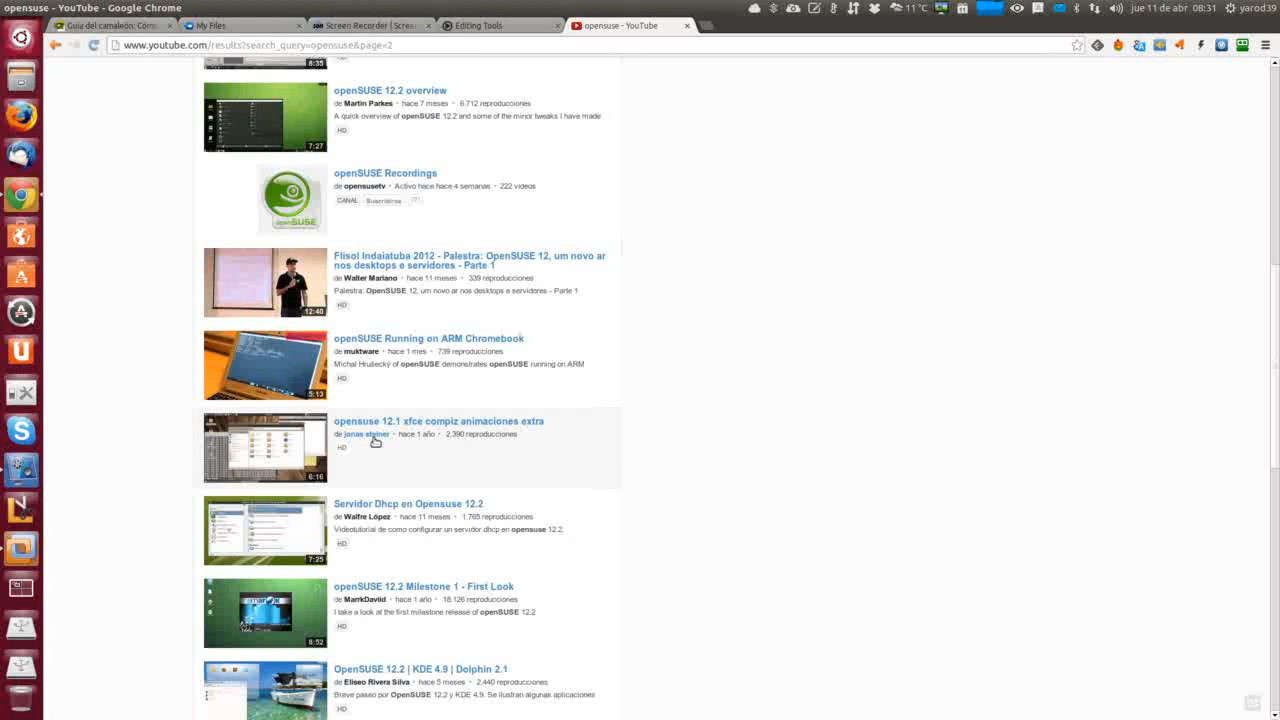 opensuse - YouTube - Google Chrome
jue 11 de abr
yarod39
Guía del camaleón: Com
My Files
Screen Recorder | Scree
Editing Tools
opensuse - YouTube
www.youtube.com/results?search_query=opensuse&page=2
8:35
openSUSE 12.2 overview
de Martin Parkes · hace 7 meses · 6.712 reproducciones
A quick overview of openSUSE 12.2 and some of the minor tweaks I have made
HD
7:27
openSUSE Recordings
de opensusetv · Activo hace hace 4 semanas · 222 vídeos
CANAL Suscribirse
openSUSE
Flisol Indaiatuba 2012 - Palestra: OpenSUSE 12, um novo ar
nos desktops e servidores - Parte 1
de Walter Mariano · hace 11 meses · 339 reproducciones
Palestra: OpenSUSE 12, um novo ar nos desktops e servidores - Parte 1
HD
12:40
openSUSE Running on ARM Chromebook
de muktware · hace 1 mes · 739 reproducciones
Michal Hrušecký of openSUSE demonstrates openSUSE running on ARM
HD
5:13
opensuse 12.1 xfce compiz animaciones extra
de jonas steiner · hace 1 año · 2.390 reproducciones
HD
6:16
Servidor Dhcp en Opensuse 12.2
de Walfre López · hace 11 meses · 1.765 reproducciones
Videotutorial de como configurar un servidor dhcp en opensuse 12.2.
HD
7:25
openSUSE 12.2 Milestone 1 - First Look
de MarrkDaviid · hace 1 año · 18.126 reproducciones
I take a look at the first milestone release of openSUSE 12.2
HD
8:52
OpenSUSE 12.2 | KDE 4.9 | Dolphin 2.1
de Eliseo Rivera Silva · hace 5 meses · 2.440 reproducciones
Breve paseo por OpenSUSE 12.2 y KDE 4.9. Se ilustran algunas aplicaciones
HD